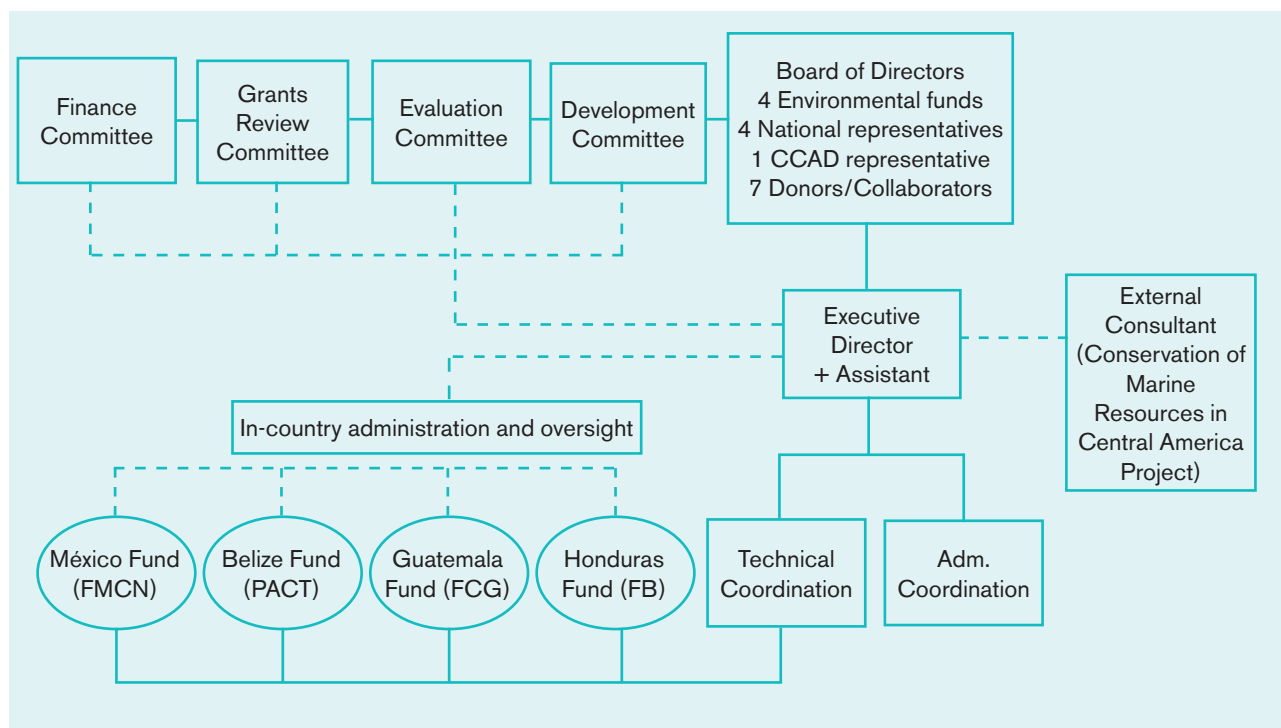 Finance
Committee
Grants
Review
Committee
Evaluation
Committee
Development
Committee
Board of Directors
4 Environmental funds
4 National representatives
1 CCAD representative
7 Donors/Collaborators
Executive
Director
+ Assistant
External
Consultant
(Conservation of
Marine
Resources in
Central America
Project)
In-country administration and oversight
México Fund
(FMCN)
Belize Fund
(PACT)
Guatemala
Fund (FCG)
Honduras
Fund (FB)
Technical
Coordination
Adm.
Coordination